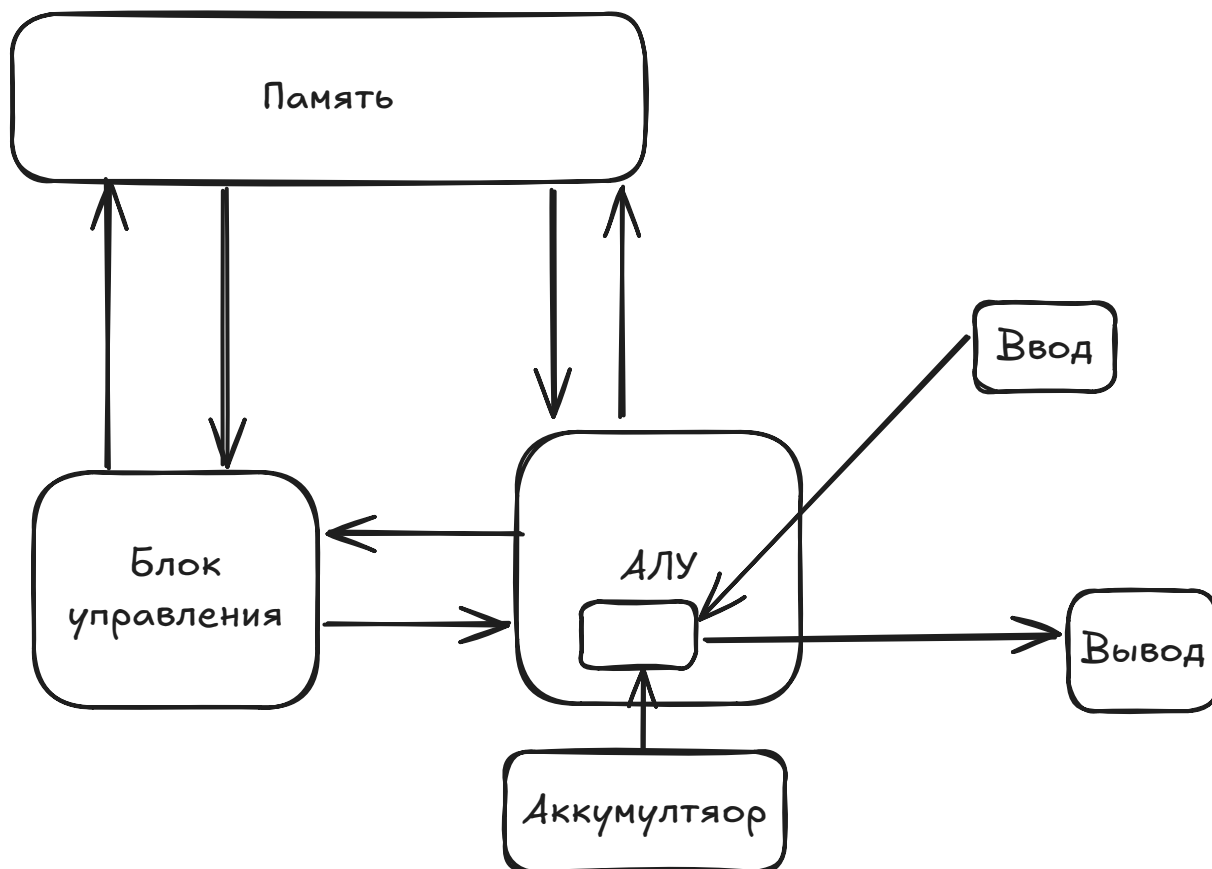 Память
Ввод
Блок
управления
АЛУ
Вывод
Аккумултяор